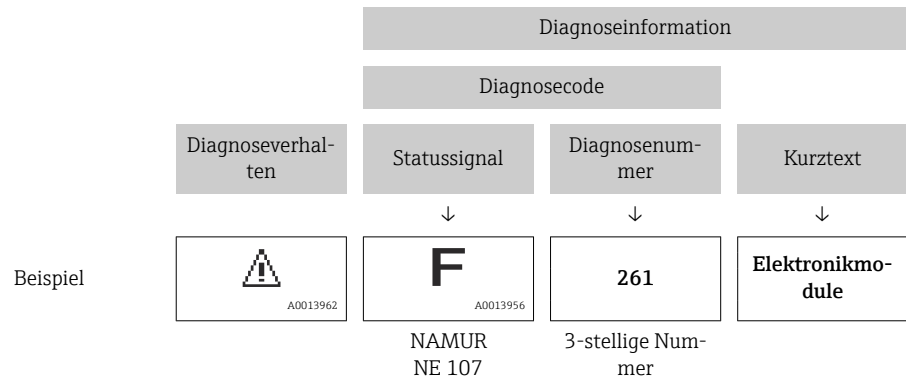 Diagnoseinformation
Diagnosecode
Diagnoseverhal-
ten
Statussignal
Diagnosenum-
mer
Kurztext
↓ ↓ ↓
Beispiel
A0013962
F
A0013956
261
Elektronikmo-
dule
NAMUR
NE 107
3-stellige Num-
mer